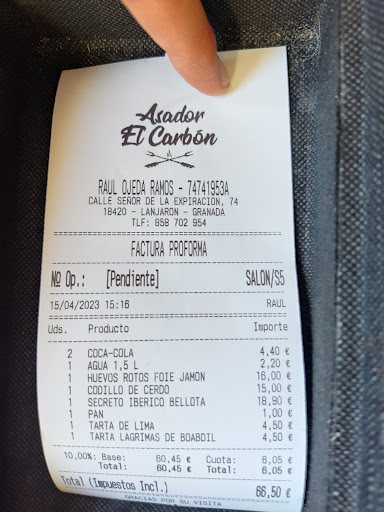 Asador
El Carbón
RAUL OJEDA RAMOS - 74741953A
CALLE SEÑOR DE LA EXPIRACION, 74
18420 - LANJARON - GRANADA
TLF: 858 702 954
FACTURA PROFORMA
Nº Op.: [Pendiente] SALON/S5
15/04/2023 15:16 RAUL
Uds. Producto Importe
2 COCA-COLA 4,40 €
1 AGUA 1,5 L 2,20 €
1 HUEVOS ROTOS FOIE JAMON 16,00 €
1 CODILLO DE CERDO 15,00 €
1 SECRETO IBERICO BELLOTA 18,90 €
1 PAN 1,00 €
1 TARTA DE LIMA 4,50 €
1 TARTA LAGRIMAS DE BOABDIL 4,50 €
10,00%: Base: 60,45 € Cuota: 6,05 €
Total: 60,45 € Total: 6,05 €
Total (Impuestos Incl.) 66,50 €
GRACIAS POR SU VISITA